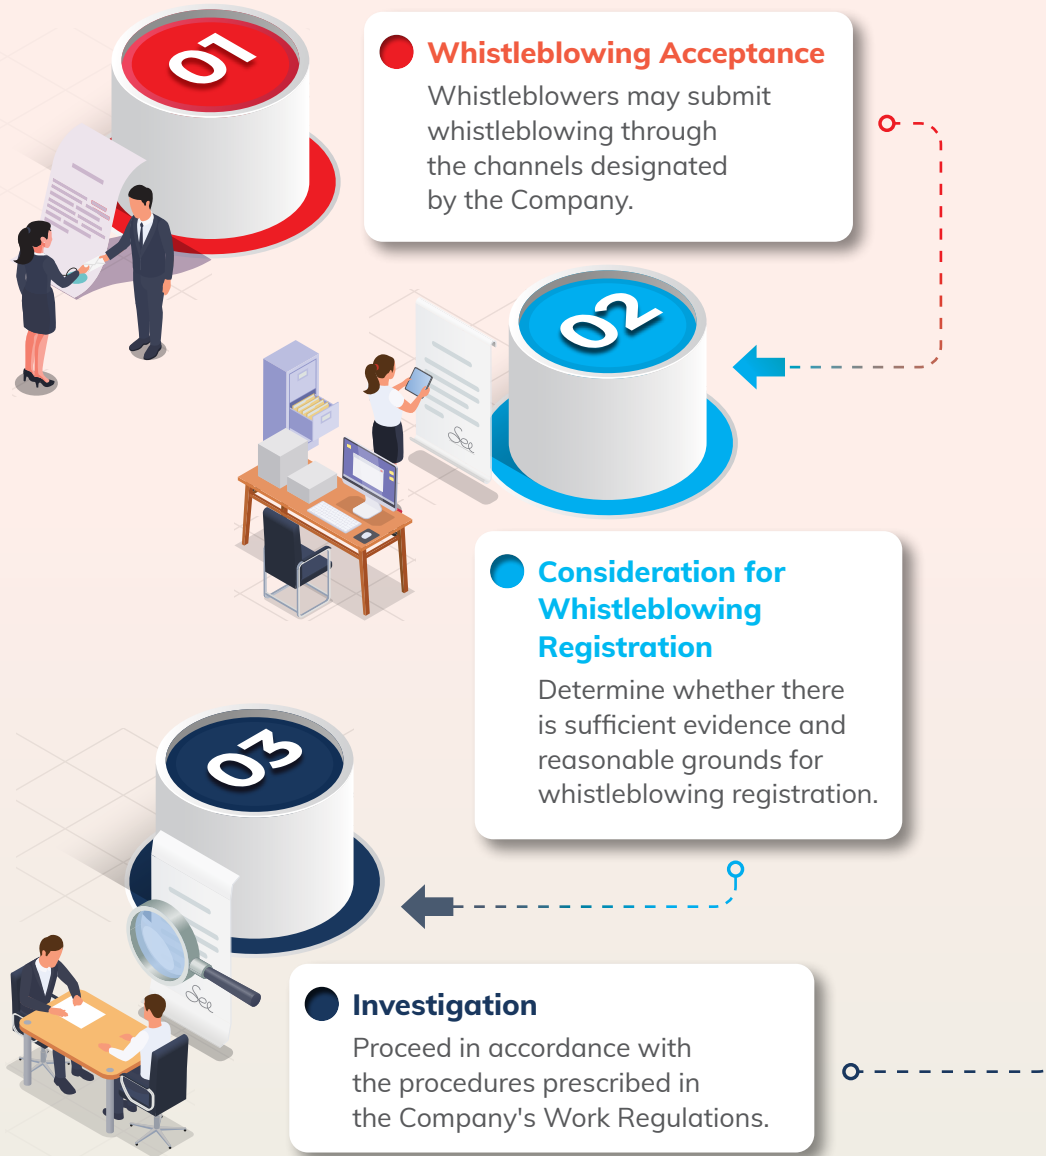 01
Whistleblowing Acceptance
Whistleblowers may submit
whistleblowing through
the channels designated
by the Company.
02
See
Consideration for
Whistleblowing
Registration
Determine whether there
is sufficient evidence and
reasonable grounds for
whistleblowing registration.
03
See
Investigation
Proceed in accordance with
the procedures prescribed in
the Company's Work Regulations.